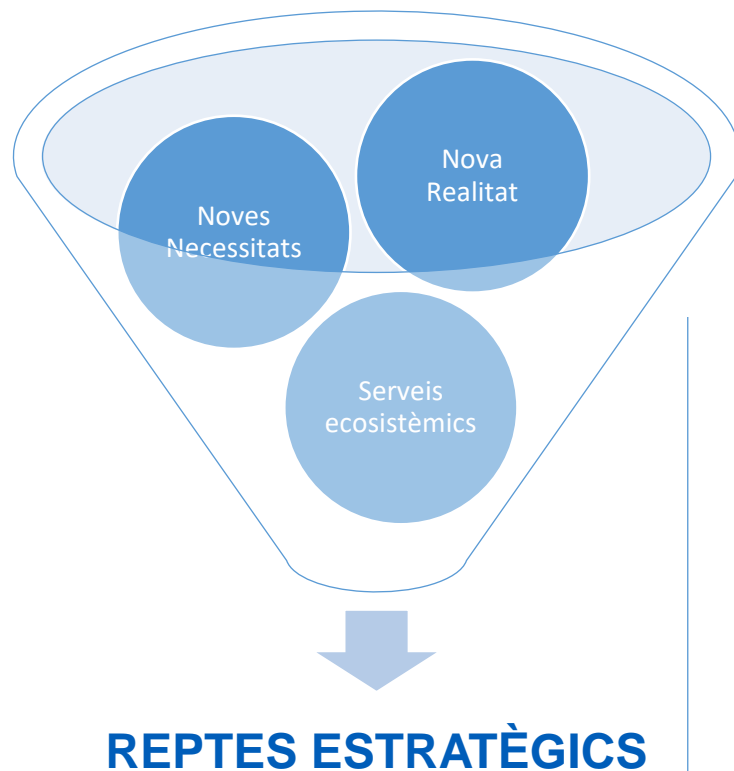 Nova
Realitat
Noves
Necessitats
Serveis
ecosistèmics
REPTES ESTRATÈGICS